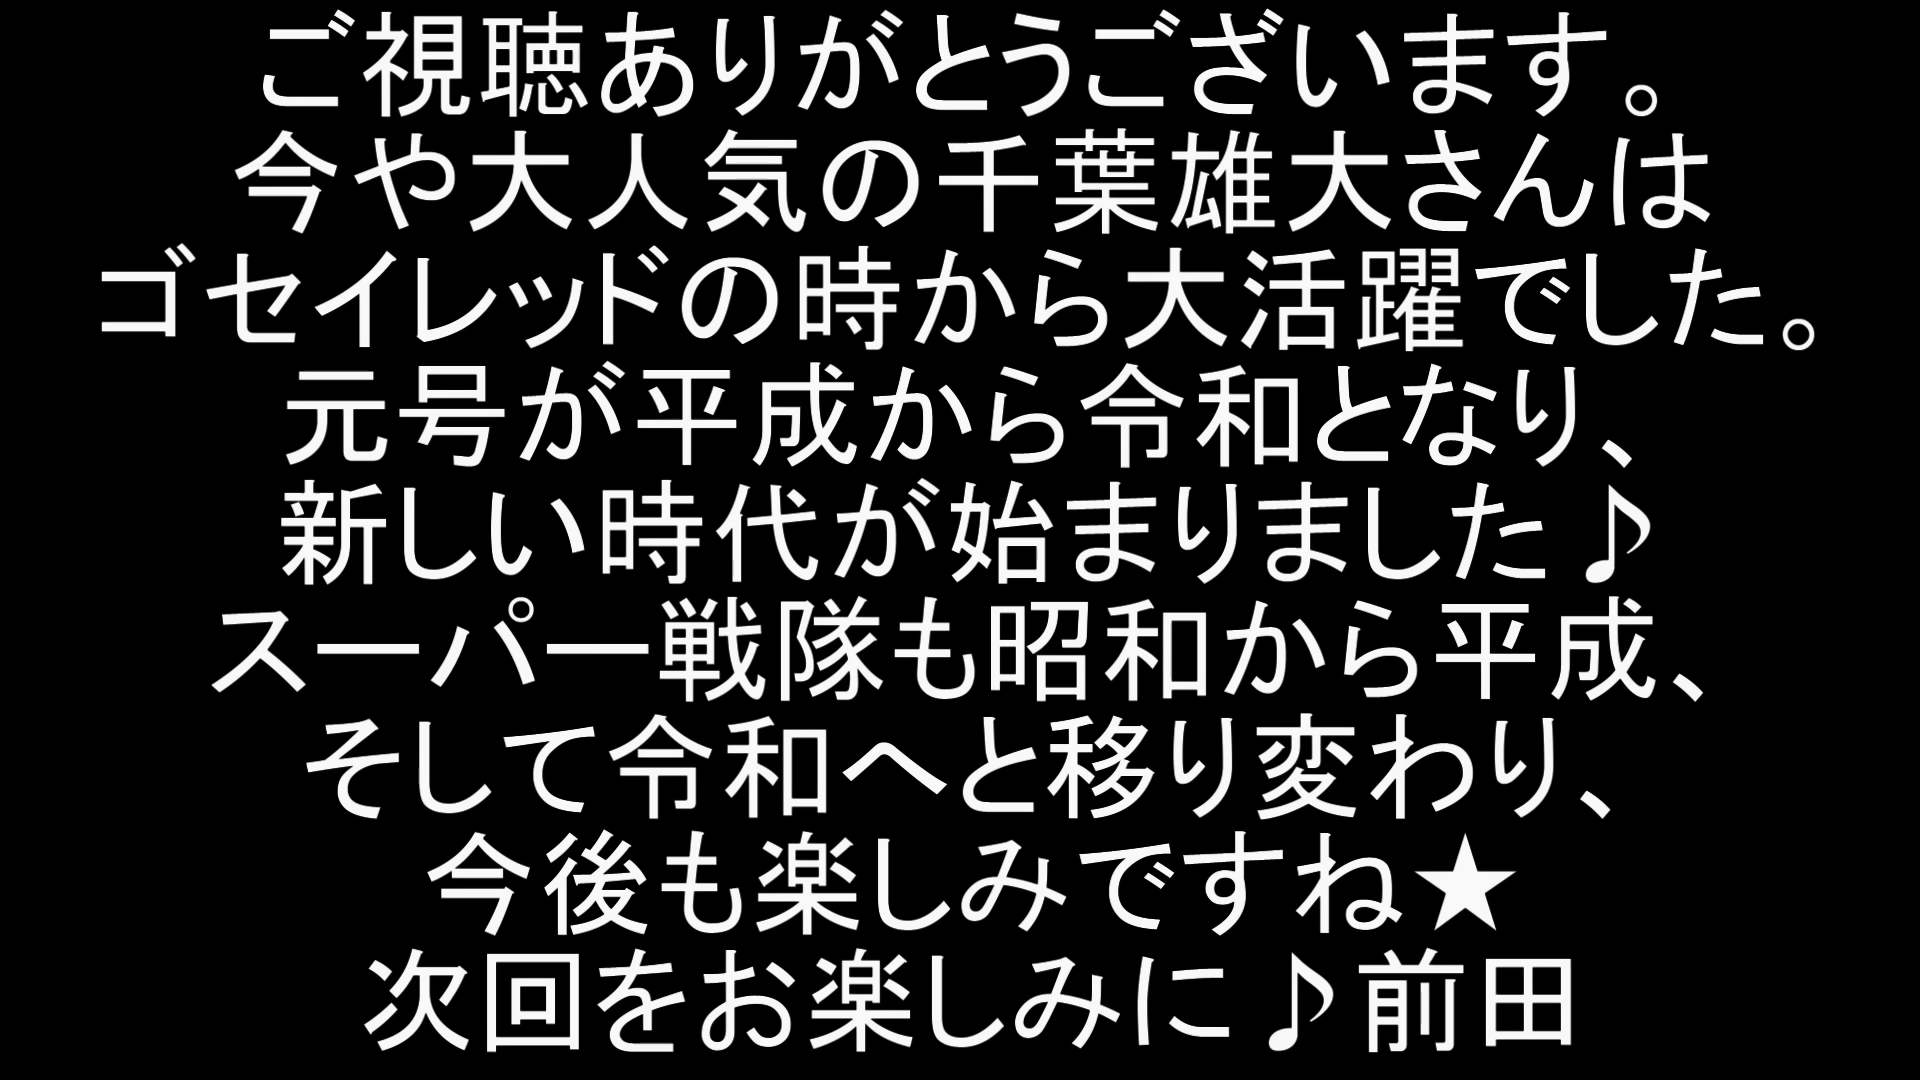 ご視聴ありがとうございます。
今や大人気の千葉雄大さんは
ゴセイレッドの時から大活躍でした。
元号が平成から令和となり、
新しい時代が始まりました♪
スーパー戦隊も昭和から平成、
そして令和へと移り変わり、
今後も楽しみですね★
次回をお楽しみに♪前田